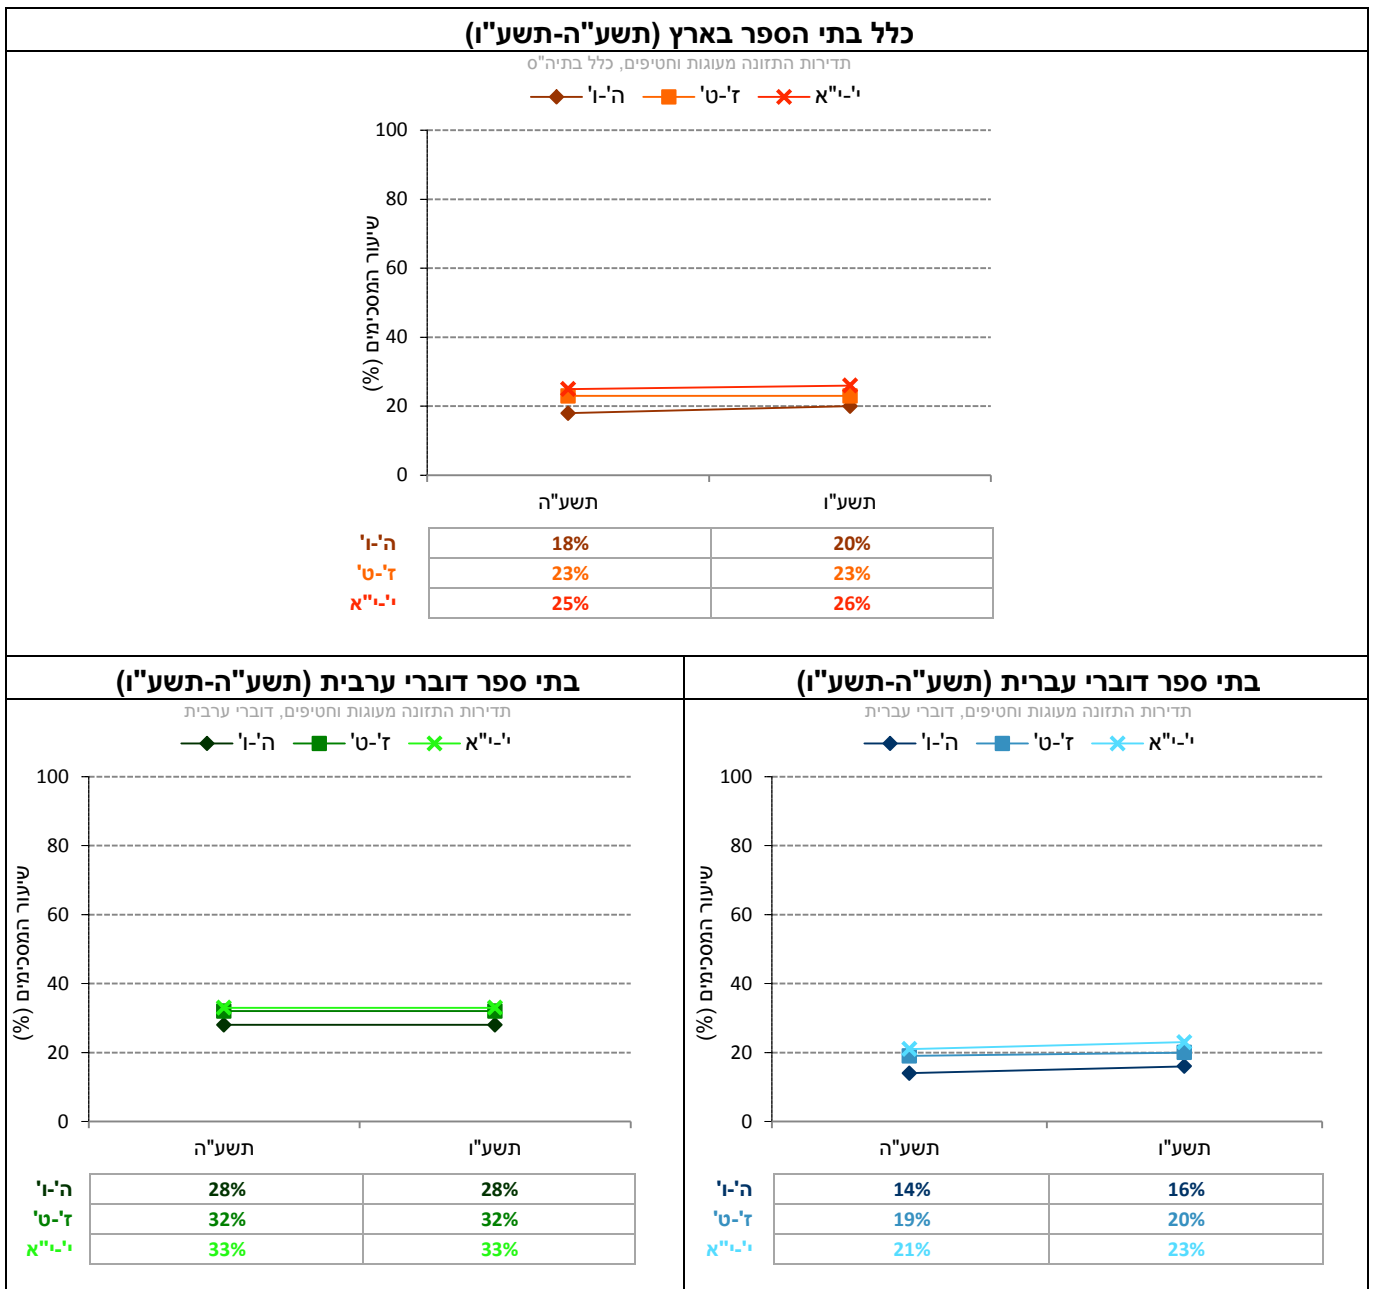 כלל בתי הספר בארץ (תשע"ה-תשע"ו)
תדירות התזונה מעוגות וחטיפים, כלל בתיה"ס
ה'-ו' ז'-ט' י'-י"א
שיעור המסכימים (%)
100
80
60
40
20
0
תשע"ה תשע"ו
ה'-ו' 18% 20%
ז'-ט' 23% 23%
י'-י"א 25% 26%
בתי ספר דוברי עברית (תשע"ה-תשע"ו)
תדירות התזונה מעוגות וחטיפים, דוברי עברית
ה'-ו' ז'-ט' י'-י"א
שיעור המסכימים (%)
100
80
60
40
20
0
תשע"ה תשע"ו
ה'-ו' 14% 16%
ז'-ט' 19% 20%
י'-י"א 21% 23%
בתי ספר דוברי ערבית (תשע"ה-תשע"ו)
תדירות התזונה מעוגות וחטיפים, דוברי ערבית
ה'-ו' ז'-ט' י'-י"א
שיעור המסכימים (%)
100
80
60
40
20
0
תשע"ה תשע"ו
ה'-ו' 28% 28%
ז'-ט' 32% 32%
י'-י"א 33% 33%